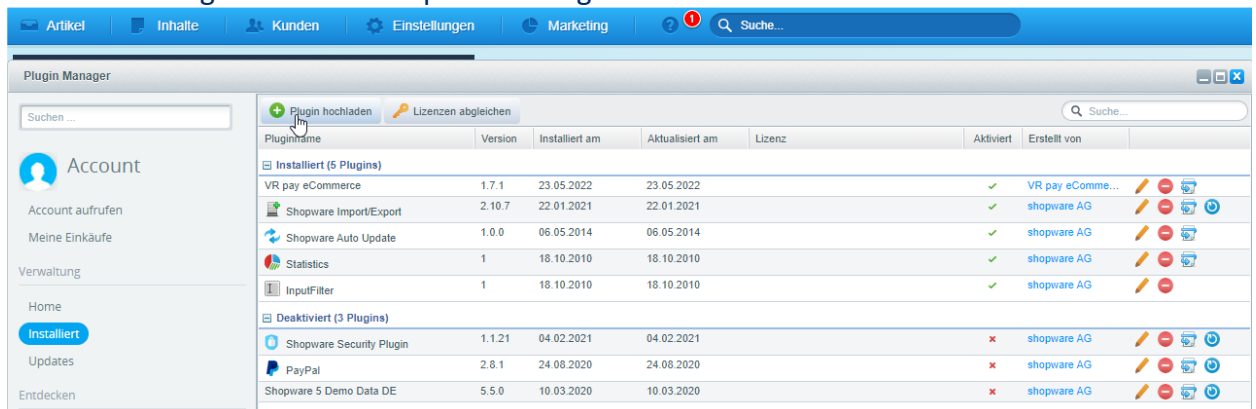 Artikel Inhalte Kunden Einstellungen Marketing ? 1 Suche...
Plugin Manager
Suchen ...
Plugin hochladen Lizenzen abgleichen Suche...
Pluginname Version Installiert am Aktualisiert am Lizenz Aktiviert Erstellt von
Account
Account aufrufen
Meine Einkäufe
Verwaltung
Home
Installiert
Updates
Entdecken
Installiert (5 Plugins)
VR pay eCommerce 1.7.1 23.05.2022 23.05.2022 VR pay eComme...
Shopware Import/Export 2.10.7 22.01.2021 22.01.2021 shopware AG
Shopware Auto Update 1.0.0 06.05.2014 06.05.2014 shopware AG
Statistics 1 18.10.2010 18.10.2010 shopware AG
InputFilter 1 18.10.2010 18.10.2010 shopware AG
Deaktiviert (3 Plugins)
Shopware Security Plugin 1.1.21 04.02.2021 04.02.2021 shopware AG
PayPal 2.8.1 24.08.2020 24.08.2020 shopware AG
Shopware 5 Demo Data DE 5.5.0 10.03.2020 10.03.2020 shopware AG